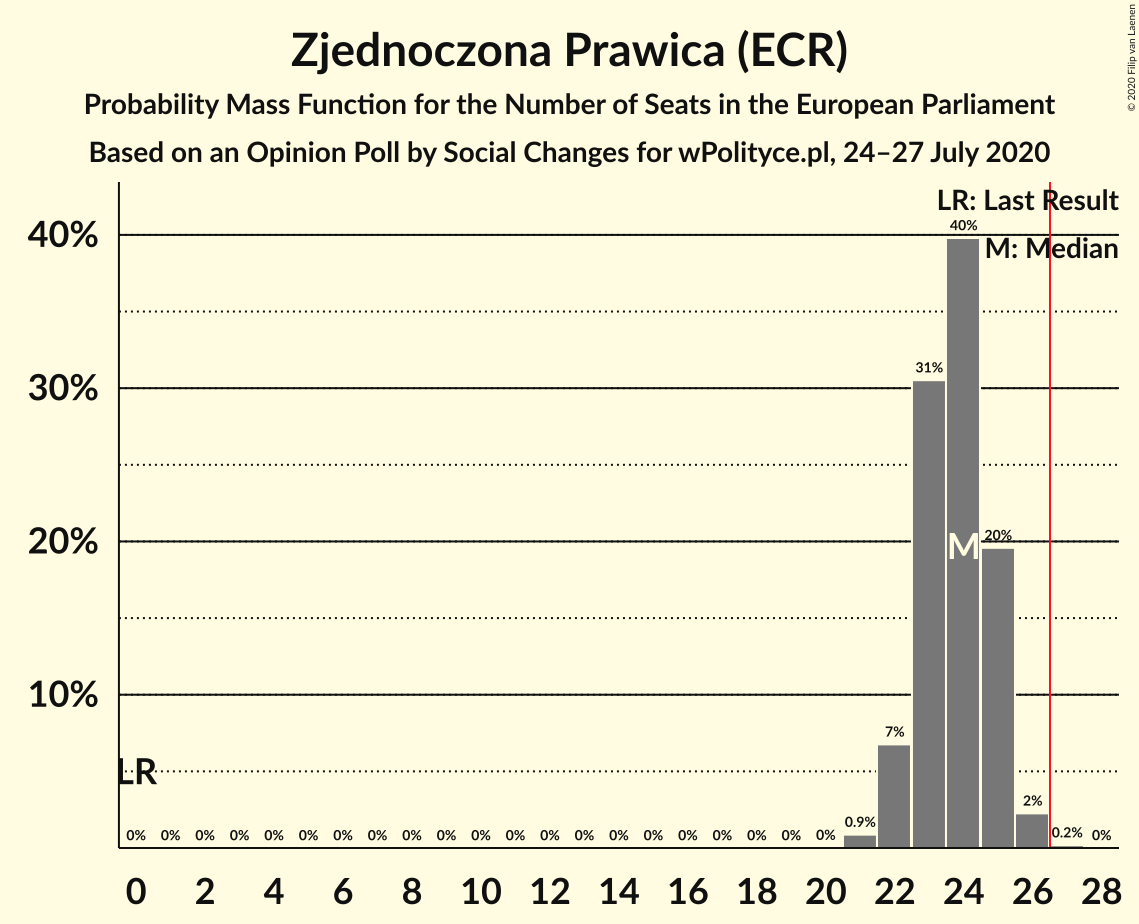 Zjednoczona Prawica (ECR)
Probability Mass Function for the Number of Seats in the European Parliament
Based on an Opinion Poll by Social Changes for wPolityce.pl, 24–27 July 2020
© 2020 Filip van Laenen
LR: Last Result
M: Median
40%
30%
20%
10%
LR
M
0% 0% 0% 0% 0% 0% 0% 0% 0% 0% 0% 0% 0% 0% 0% 0% 0% 0% 0% 0% 0% 0.9% 7% 31% 40% 20% 2% 0.2% 0%
0 2 4 6 8 10 12 14 16 18 20 22 24 26 28